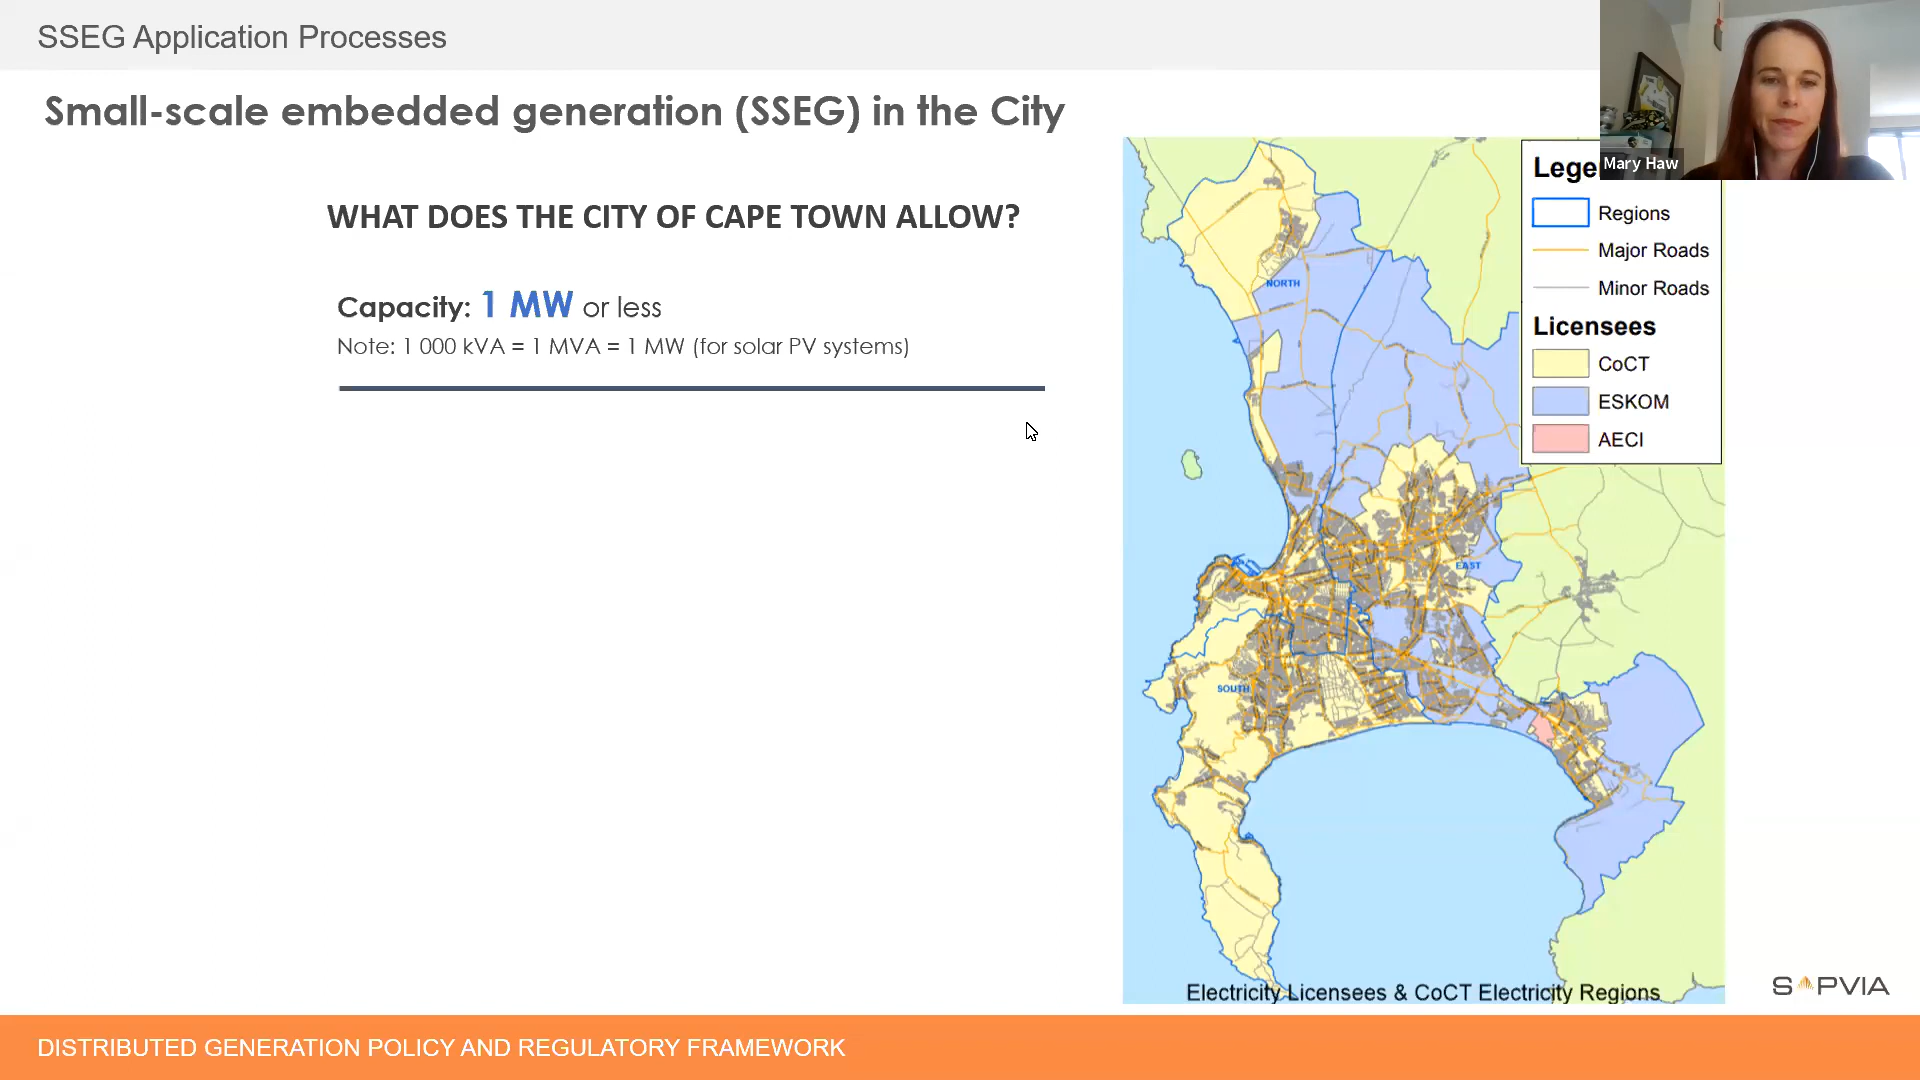 SSEG Application Processes
Small-scale embedded generation (SSEG) in the City
WHAT DOES THE CITY OF CAPE TOWN ALLOW?
Capacity: 1 MW or less
Note: 1 000 kVA = 1 MVA = 1 MW (for solar PV systems)
Mary Haw
Lege
Regions
Major Roads
Minor Roads
Licensees
CoCT
ESKOM
AECI
NORTH
EAST
SOUTH
Electricity Licensees & CoCT Electricity Regions
SAPVIA
DISTRIBUTED GENERATION POLICY AND REGULATORY FRAMEWORK